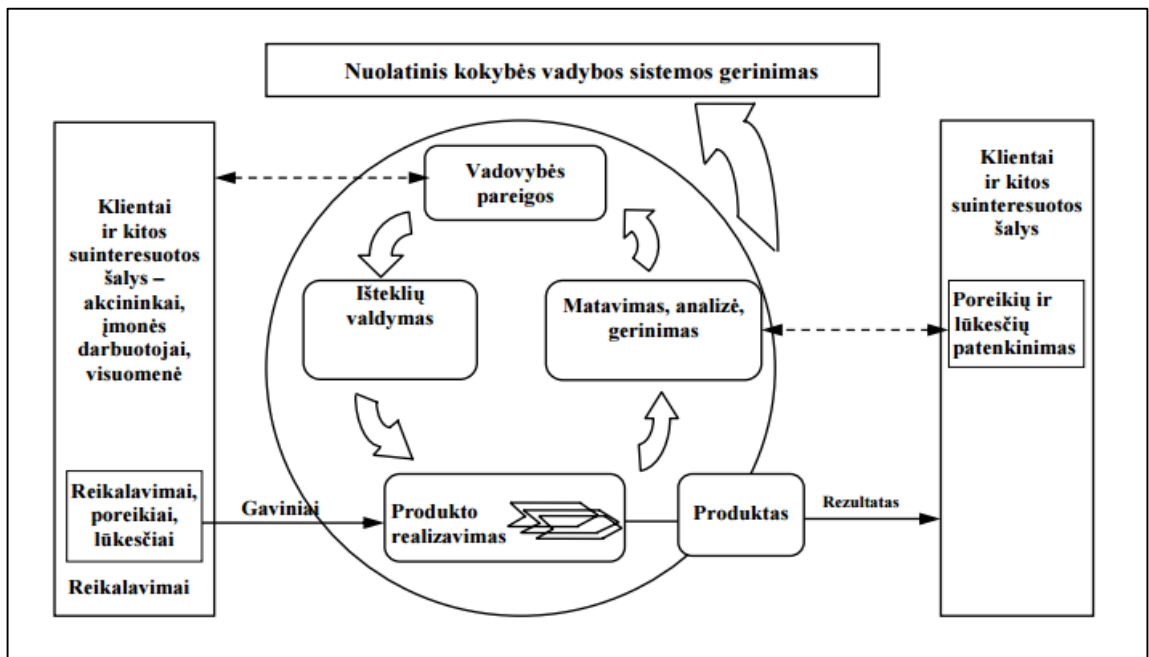 Nuolatinis kokybės vadybos sistemos gerinimas
Klientai
ir kitos
suinteresuotos
šalys –
akcininkai,
įmonės
darbuotojai,
visuomenė
Reikalavimai,
poreikiai,
lūkesčiai
Reikalavimai
Gaviniai
Vadovybės
pareigos
Išteklių
valdymas
Matavimas, analizė,
gerinimas
Produkto
realizavimas
Produktas
Rezultatas
Klientai
ir kitos
suinteresuotos
šalys
Poreikių ir
lūkesčių
patenkinimas